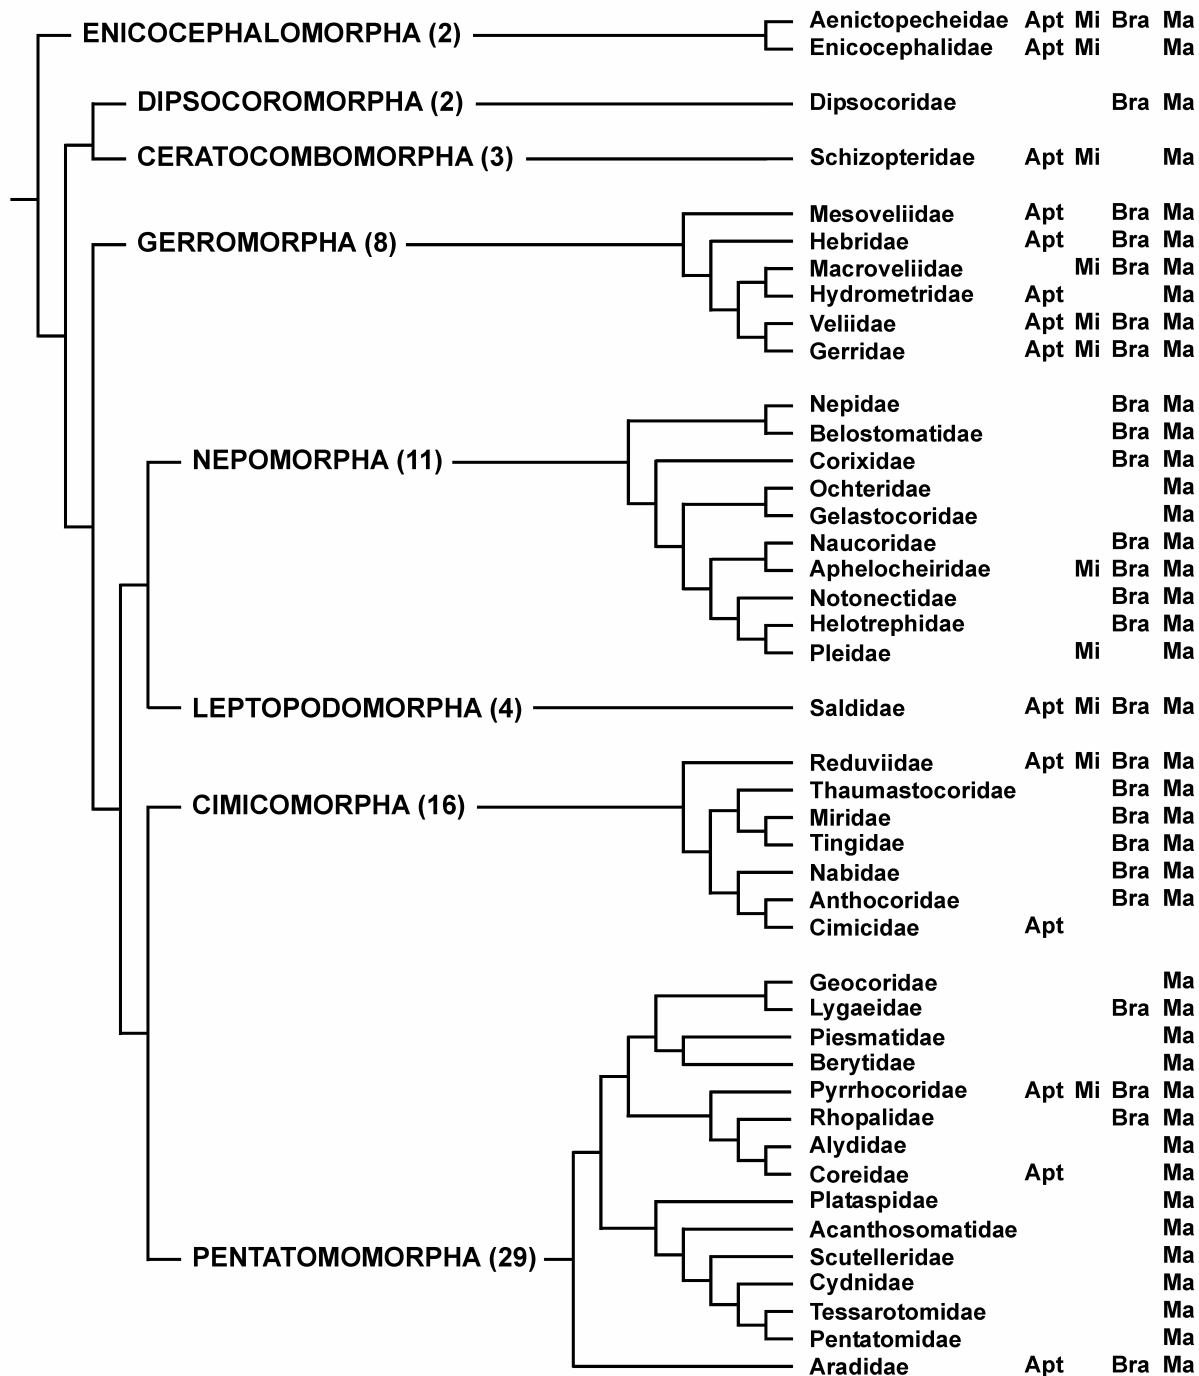 ENICOCEPHALOMORPHA (2)
Aenictopecheidae Apt Mi Bra Ma
Enicocephalidae Apt Mi Ma
DIPSOCOROMORPHA (2) Dipsocoridae Bra Ma
CERATOCOMBOMORPHA (3) Schizopteridae Apt Mi Ma
GERROMORPHA (8)
Mesoveliidae Apt Bra Ma
Hebridae Apt Bra Ma
Macroveliidae Mi Bra Ma
Hydrometridae Apt Ma
Veliidae Apt Mi Bra Ma
Gerridae Apt Mi Bra Ma
NEPOMORPHA (11)
Nepidae Bra Ma
Belostomatidae Bra Ma
Corixidae Bra Ma
Ochteridae Ma
Gelastocoridae Ma
Naucoridae Bra Ma
Aphelocheiridae Mi Bra Ma
Notonectidae Bra Ma
Helotrephidae Bra Ma
Pleidae Mi Ma
LEPTOPODOMORPHA (4) Saldidae Apt Mi Bra Ma
CIMICOMORPHA (16)
Reduviidae Apt Mi Bra Ma
Thaumastocoridae Bra Ma
Miridae Bra Ma
Tingidae Bra Ma
Nabidae Bra Ma
Anthocoridae Bra Ma
Cimicidae Apt
PENTATOMOMORPHA (29)
Geocoridae Ma
Lygaeidae Bra Ma
Piesmatidae Ma
Berytidae Ma
Pyrrhocoridae Apt Mi Bra Ma
Rhopalidae Bra Ma
Alydidae Ma
Coreidae Apt Ma
Plataspidae Ma
Acanthosomatidae Ma
Scutelleridae Ma
Cydnidae Ma
Tessarotomidae Ma
Pentatomidae Ma
Aradidae Apt Bra Ma